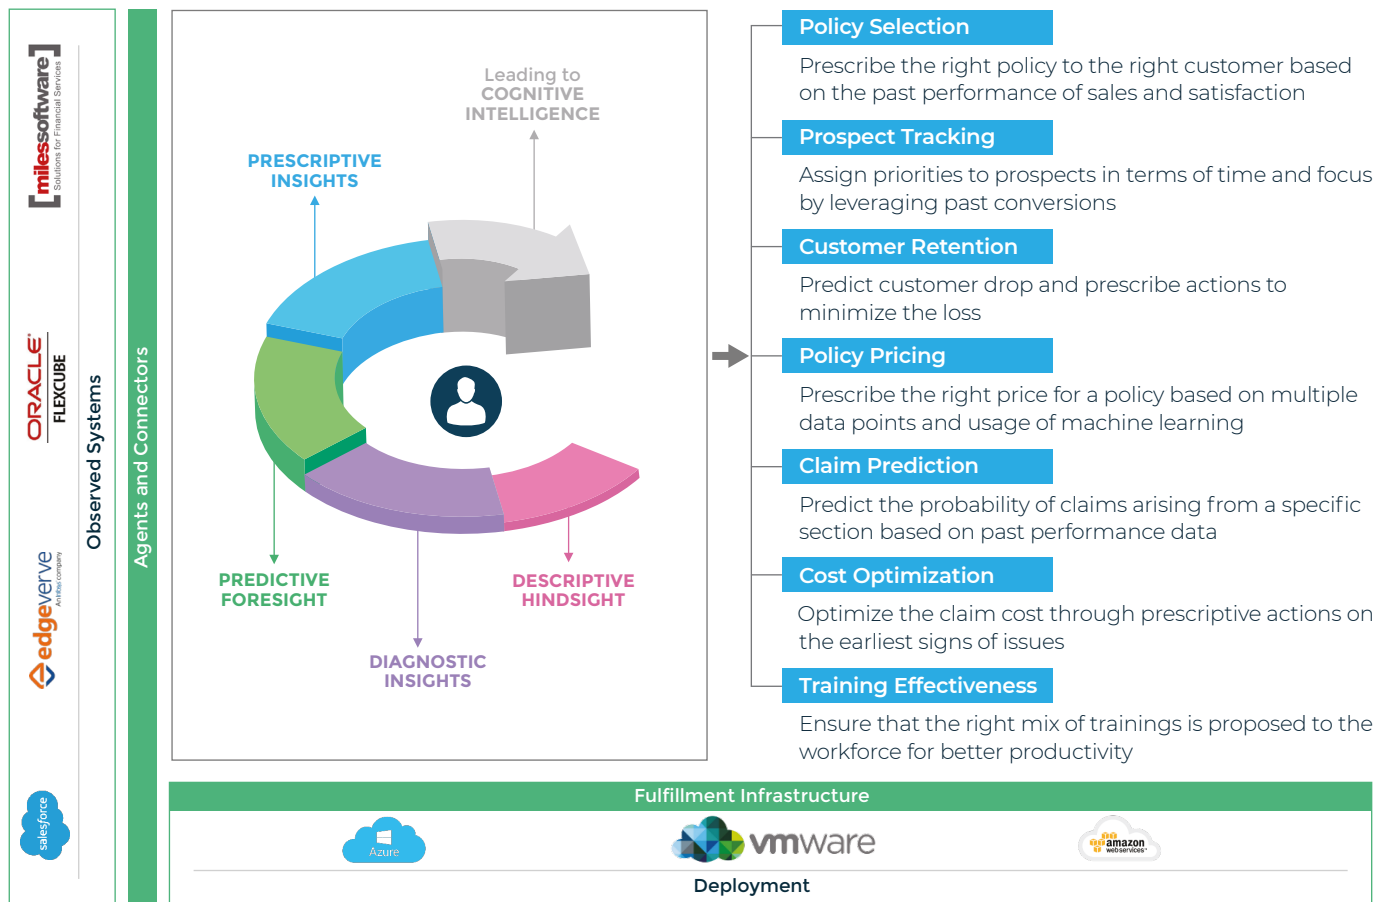 [milessoftware]
Solutions for Financial Services
ORACLE®
FLEXCUBE
edgeverve
An Infosys company
salesforce
Observed Systems
Agents and Connectors
Leading to
COGNITIVE
INTELLIGENCE
PRESCRIPTIVE
INSIGHTS
PREDICTIVE
FORESIGHT
DIAGNOSTIC
INSIGHTS
DESCRIPTIVE
HINDSIGHT
Policy Selection
Prescribe the right policy to the right customer based
on the past performance of sales and satisfaction
Prospect Tracking
Assign priorities to prospects in terms of time and focus
by leveraging past conversions
Customer Retention
Predict customer drop and prescribe actions to
minimize the loss
Policy Pricing
Prescribe the right price for a policy based on multiple
data points and usage of machine learning
Claim Prediction
Predict the probability of claims arising from a specific
section based on past performance data
Cost Optimization
Optimize the claim cost through prescriptive actions on
the earliest signs of issues
Training Effectiveness
Ensure that the right mix of trainings is proposed to the
workforce for better productivity
Fulfillment Infrastructure
Azure
vmware
amazon
web services™
Deployment